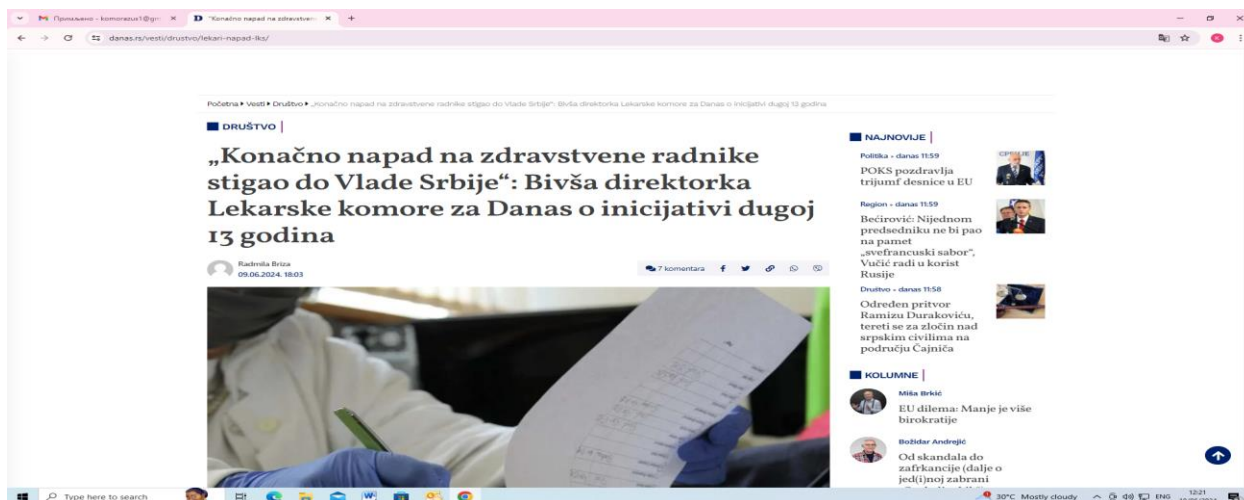 Примљено - komorazus1@gm
"Konačno napad na zdravstven
danas.rs/vesti/drustvo/lekari-napad-lks/
Početna Vesti Društvo „Konačno napad na zdravstvene radnike stigao do Vlade Srbije“: Bivša direktorka Lekarske komore za Danas o inicijativi dugoj 13 godina
DRUŠTVO
„Konačno napad na zdravstvene radnike
stigao do Vlade Srbije“: Bivša direktorka
Lekarske komore za Danas o inicijativi dugoj
13 godina
Radmila Briza
09.06.2024. 18:03
7 komentara
NAJNOVIJE
Politika - danas 11:59
POKS pozdravlja
trijumf desnice u EU
Region - danas 11:59
Bećirović: Nijednom
predsedniku ne bi pao
na pamet
„svefrancuski sabor“,
Vučić radi u korist
Rusije
Društvo - danas 11:58
Određen pritvor
Ramizu Durakoviću,
tereti se za zločin nad
srpskim civilima na
području Čajniča
KOLUMNE
Miša Brkić
EU dilema: Manje je više
birokratije
Božidar Andrejić
Od skandala do
zafrkancije (dalje o
jed(i)noj zabrani
Type here to search
30°C Mostly cloudy
ENG
12:21